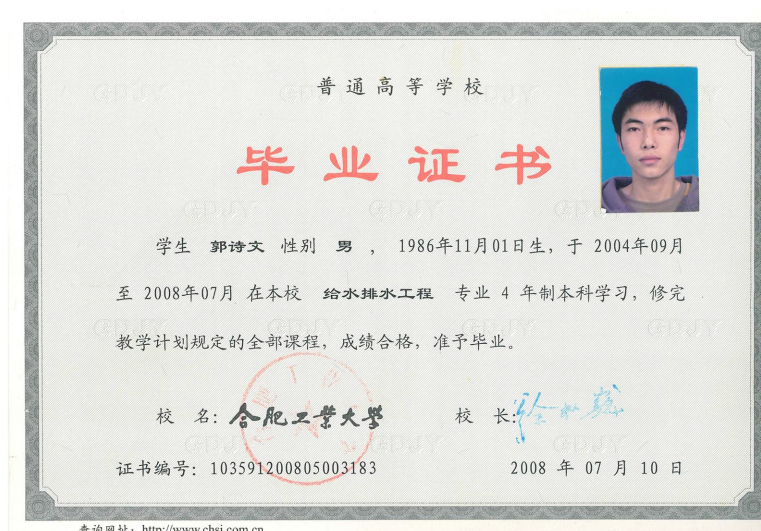 普通高等学校
毕业证书
学生 郭诗文 性别 男 ， 1986年11月01日生，于 2004年09月
至 2008年07月 在本校 给水排水工程 专业 4 年制本科学习，修完
教学计划规定的全部课程，成绩合格，准予毕业。
校 名：合肥工业大学 校 长：
证书编号：103591200805003183 2008 年 07 月 10 日
查询网址：http://www.chsi.com.cn